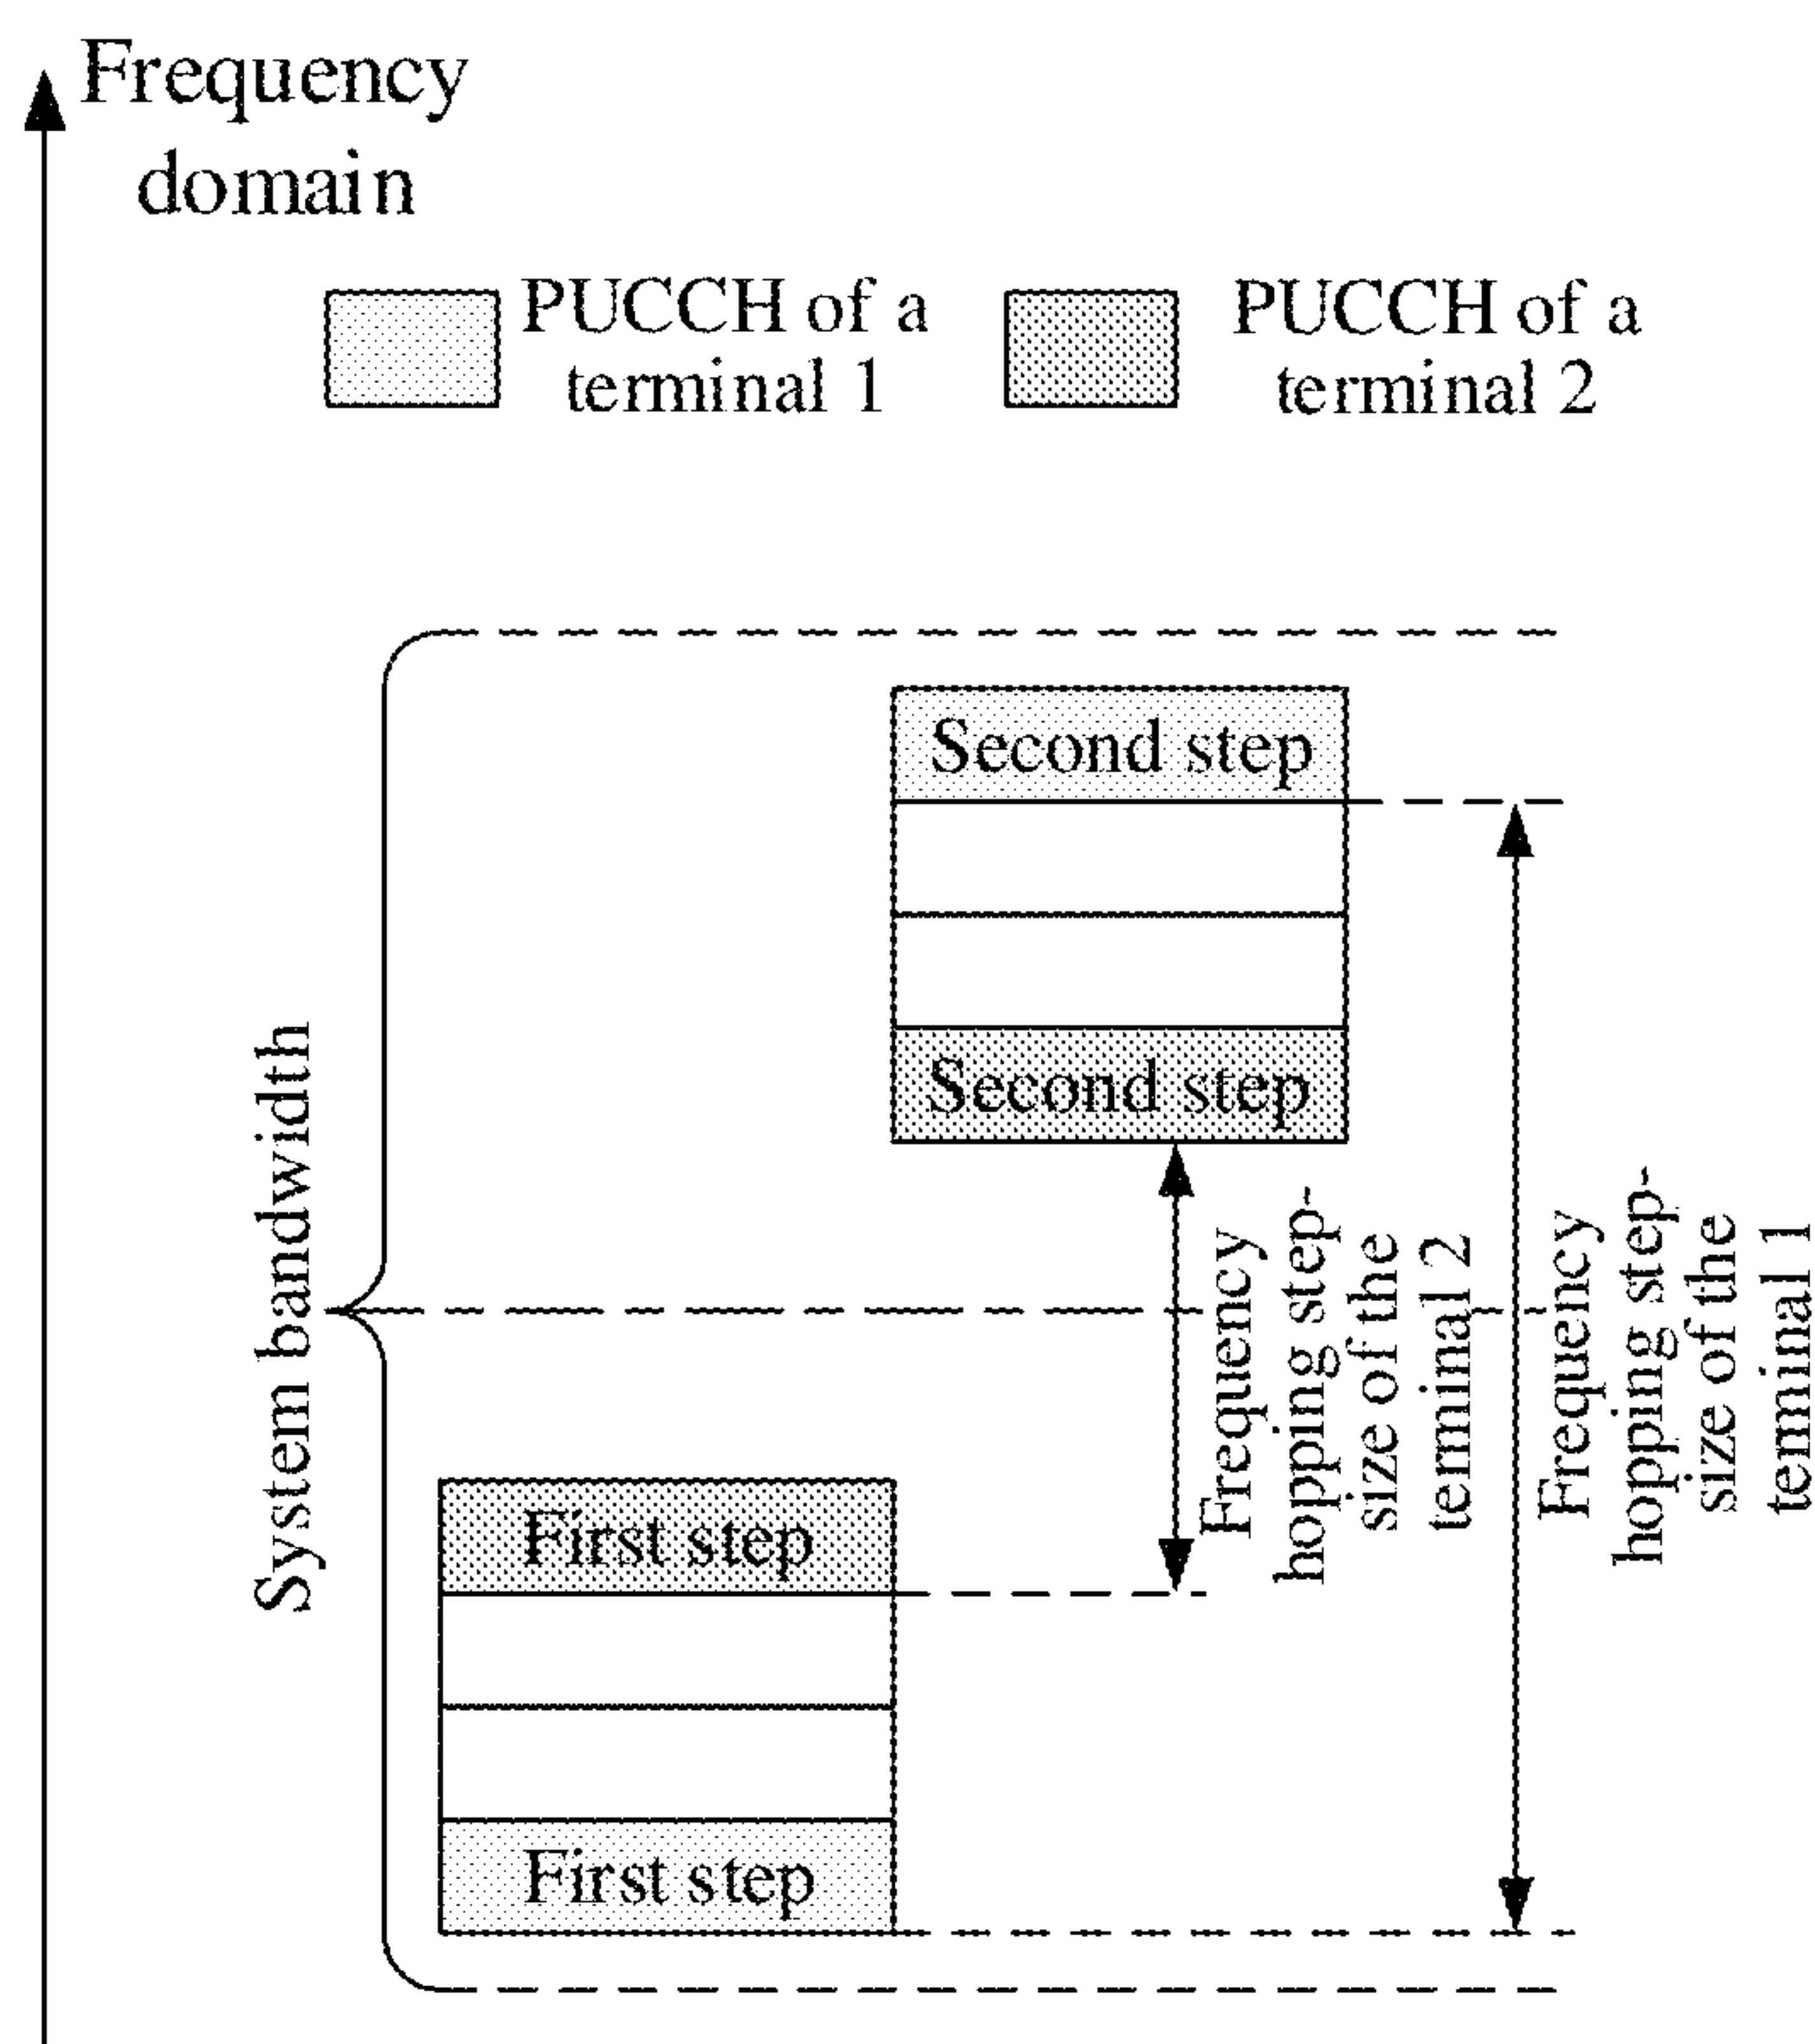 Frequency
domain
PUCCH of a
terminal 1
PUCCH of a
terminal 2
Second step
Second step
System bandwidth
Frequency
hopping step-
size of the
terminal 2
Frequency
hopping step-
size of the
terminal 1
First step
First step